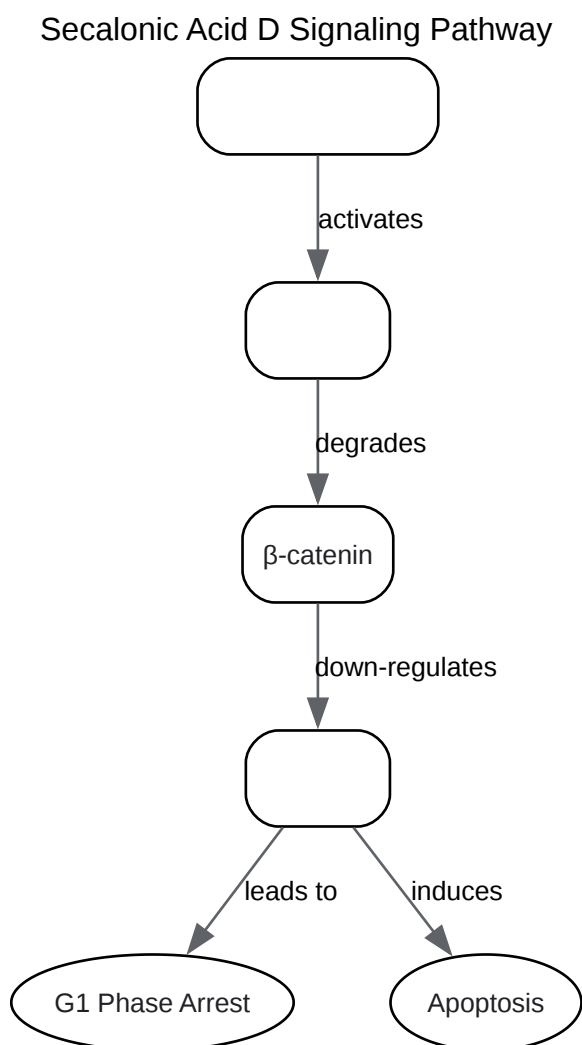 Secalonic Acid D Signaling Pathway
activates
degrades
β-catenin
down-regulates
leads to
induces
G1 Phase Arrest
Apoptosis